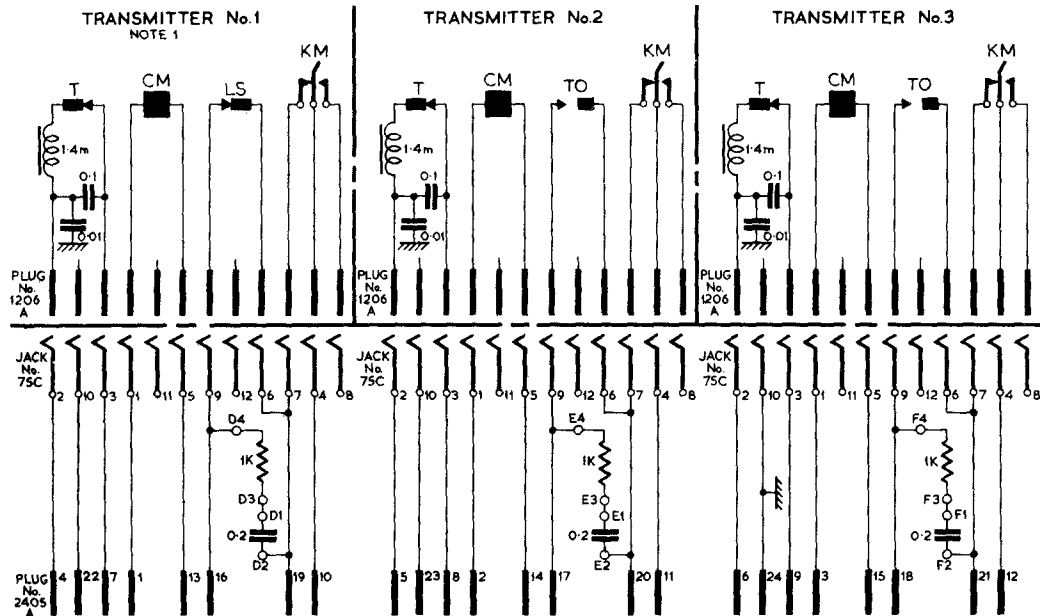 TRANSMITTER No.1
NOTE 1
TRANSMITTER No.2
TRANSMITTER No.3
T CM LS KM
T CM TO KM
T CM TO KM
1·4m
0·1
0·01
1·4m
0·1
0·01
1·4m
0·1
0·01
PLUG
No.
1206
A
PLUG
No.
1206
A
PLUG
No.
1206
A
JACK
No.
75C
JACK
No.
75C
JACK
No.
75C
2 10 3 1 11 5 9 12 6 7 4 8
2 10 3 1 11 5 9 12 6 7 4 8
2 10 3 1 11 5 9 12 6 7 4 8
D4
1K
D3
D1
0·2
D2
E4
1K
E3
E1
0·2
E2
F4
1K
F3
F1
0·2
F2
PLUG
No.
2405
A
4 22 7 1 13 16 19 10
5 23 8 2 14 17 20 11
6 24 9 3 15 18 21 12